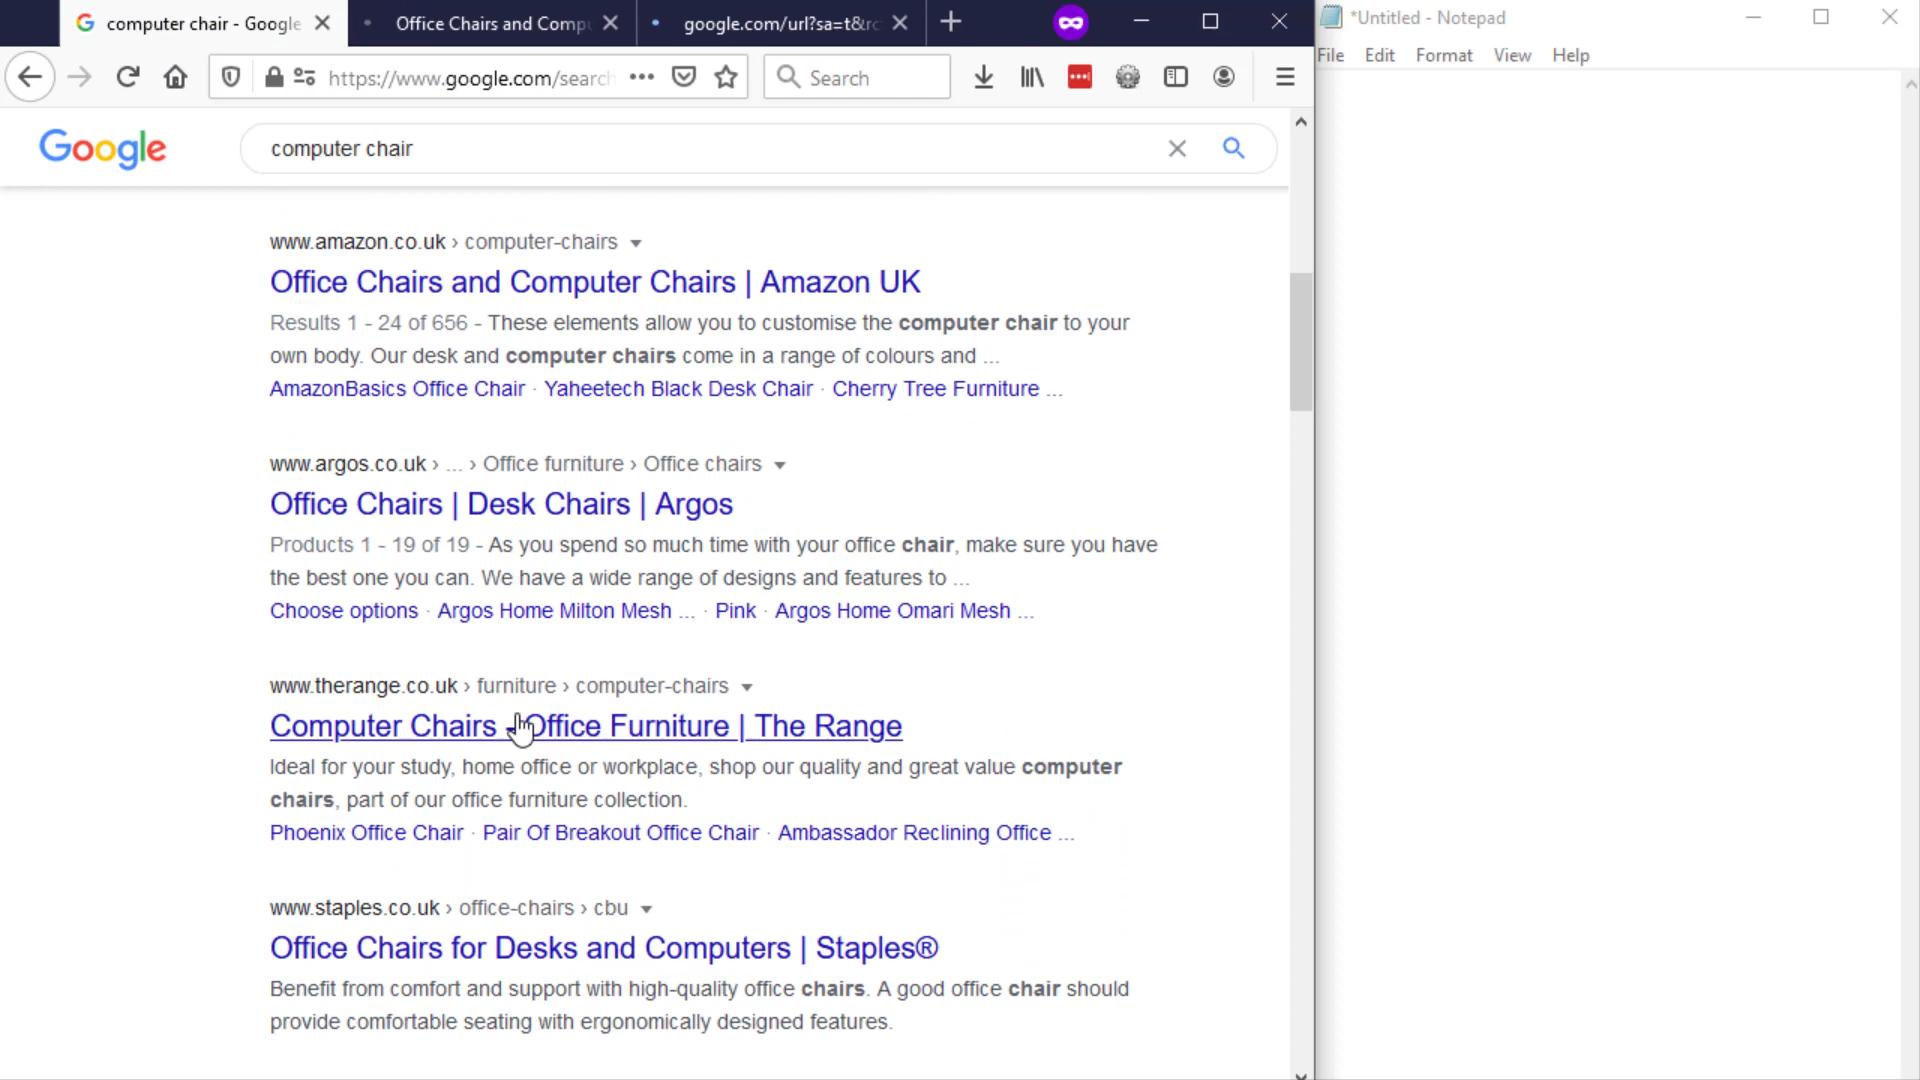 computer chair - Google
Office Chairs and Compu
google.com/url?sa=t&rc
*Untitled - Notepad
https://www.google.com/search
Search
File Edit Format View Help
Google
computer chair
www.amazon.co.uk › computer-chairs
Office Chairs and Computer Chairs | Amazon UK
Results 1 - 24 of 656 - These elements allow you to customise the computer chair to your
own body. Our desk and computer chairs come in a range of colours and ...
AmazonBasics Office Chair · Yaheetech Black Desk Chair · Cherry Tree Furniture ...
www.argos.co.uk › ... › Office furniture › Office chairs
Office Chairs | Desk Chairs | Argos
Products 1 - 19 of 19 - As you spend so much time with your office chair, make sure you have
the best one you can. We have a wide range of designs and features to ...
Choose options · Argos Home Milton Mesh ... · Pink · Argos Home Omari Mesh ...
www.therange.co.uk › furniture › computer-chairs
Computer Chairs - Office Furniture | The Range
Ideal for your study, home office or workplace, shop our quality and great value computer
chairs, part of our office furniture collection.
Phoenix Office Chair · Pair Of Breakout Office Chair · Ambassador Reclining Office ...
www.staples.co.uk › office-chairs › cbu
Office Chairs for Desks and Computers | Staples®
Benefit from comfort and support with high-quality office chairs. A good office chair should
provide comfortable seating with ergonomically designed features.